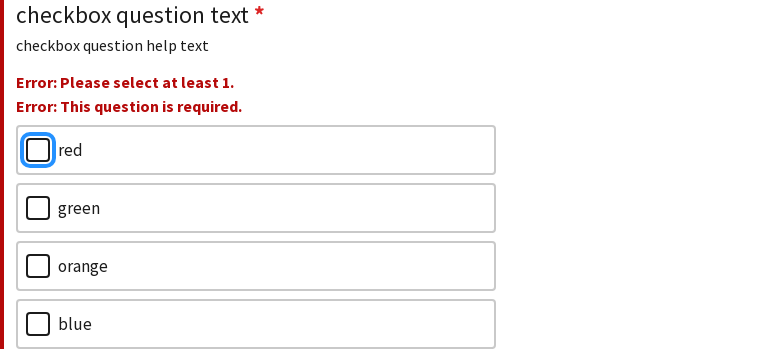 checkbox question text *
checkbox question help text
Error: Please select at least 1.
Error: This question is required.
red
green
orange
blue